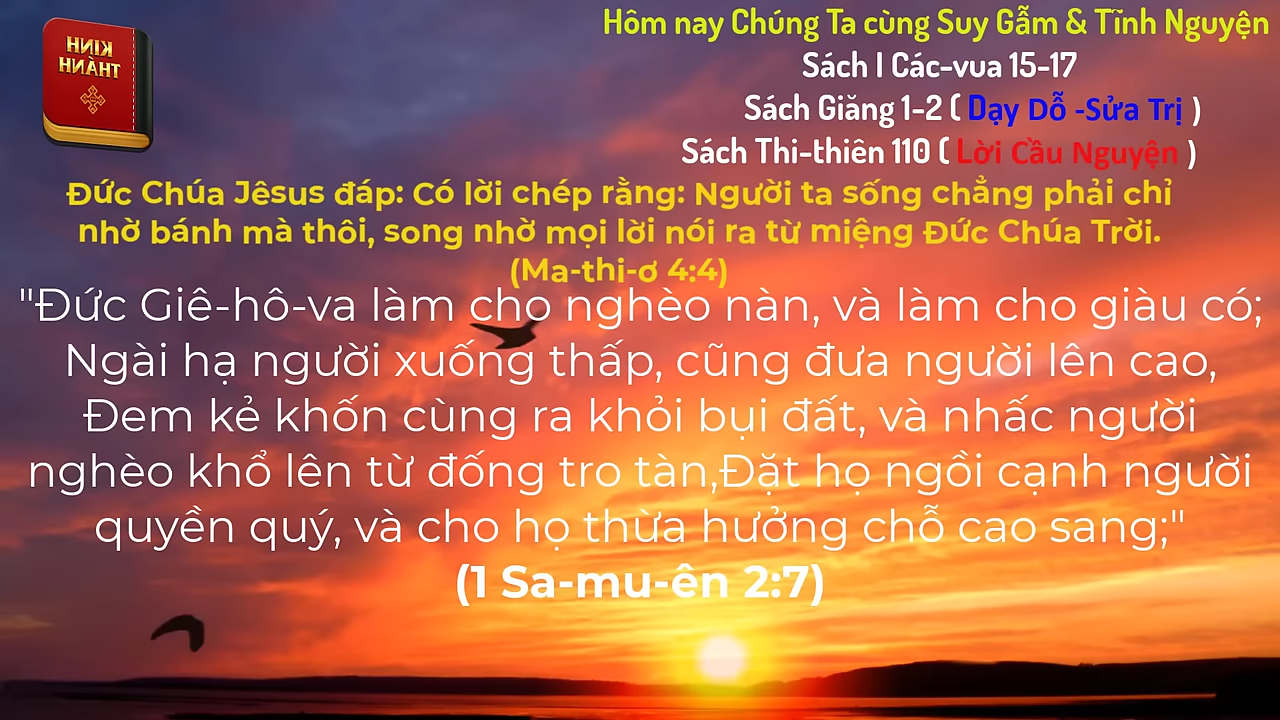 KINH
THÁNH
Hôm nay Chúng Ta cùng Suy Gẫm & Tĩnh Nguyện
Sách I Các-vua 15-17
Sách Giăng 1-2 ( Dạy Dỗ -Sửa Trị )
Sách Thi-thiên 110 ( Lời Cầu Nguyện )
Đức Chúa Jêsus đáp: Có lời chép rằng: Người ta sống chẳng phải chỉ
nhờ bánh mà thôi, song nhờ mọi lời nói ra từ miệng Đức Chúa Trời.
(Ma-thi-ơ 4:4)
"Đức Giê-hô-va làm cho nghèo nàn, và làm cho giàu có;
Ngài hạ người xuống thấp, cũng đưa người lên cao,
Đem kẻ khốn cùng ra khỏi bụi đất, và nhấc người
nghèo khổ lên từ đống tro tàn,Đặt họ ngồi cạnh người
quyền quý, và cho họ thừa hưởng chỗ cao sang;"
(1 Sa-mu-ên 2:7)